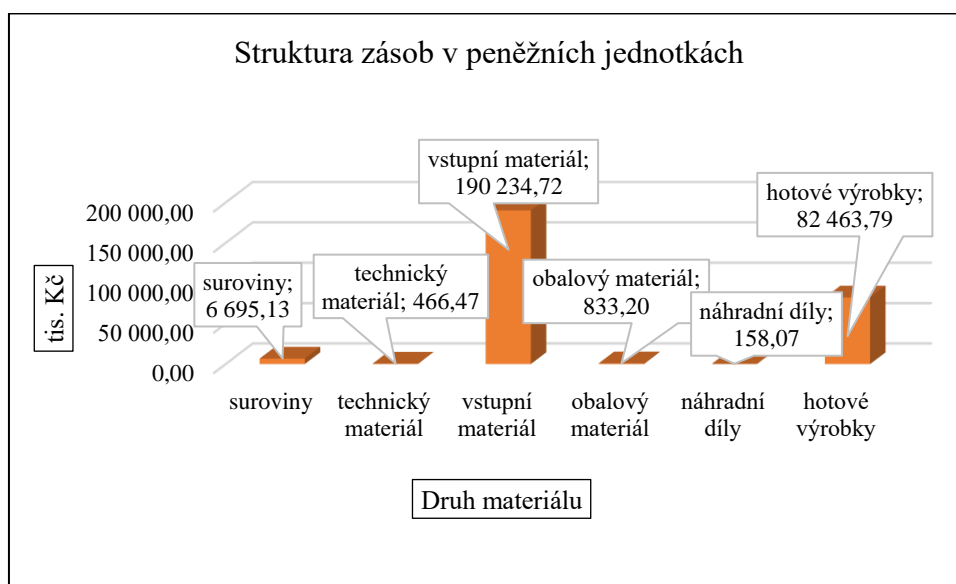 Struktura zásob v peněžních jednotkách
vstupní materiál;
190 234,72
hotové výrobky;
82 463,79
technický
materiál; 466,47
obalový materiál;
833,20
suroviny;
6 695,13
náhradní díly;
158,07
tis. Kč
200 000,00
150 000,00
100 000,00
50 000,00
0,00
suroviny
technický
materiál
vstupní
materiál
obalový
materiál
náhradní
díly
hotové
výrobky
Druh materiálu